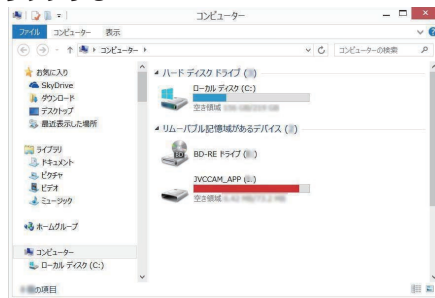 コンピューター
ファイル コンピューター 表示
コンピューター
コンピューターの検索
お気に入り
SkyDrive
ダウンロード
デスクトップ
最近表示した場所
ライブラリ
ドキュメント
ピクチャ
ビデオ
ミュージック
ホームグループ
コンピューター
ローカル ディスク (C:)
ハード ディスク ドライブ
ローカル ディスク (C:)
空き領域
リムーバブル記憶域があるデバイス
BD-RE ドライブ
BD
JVCCAM_APP
空き領域
の項目